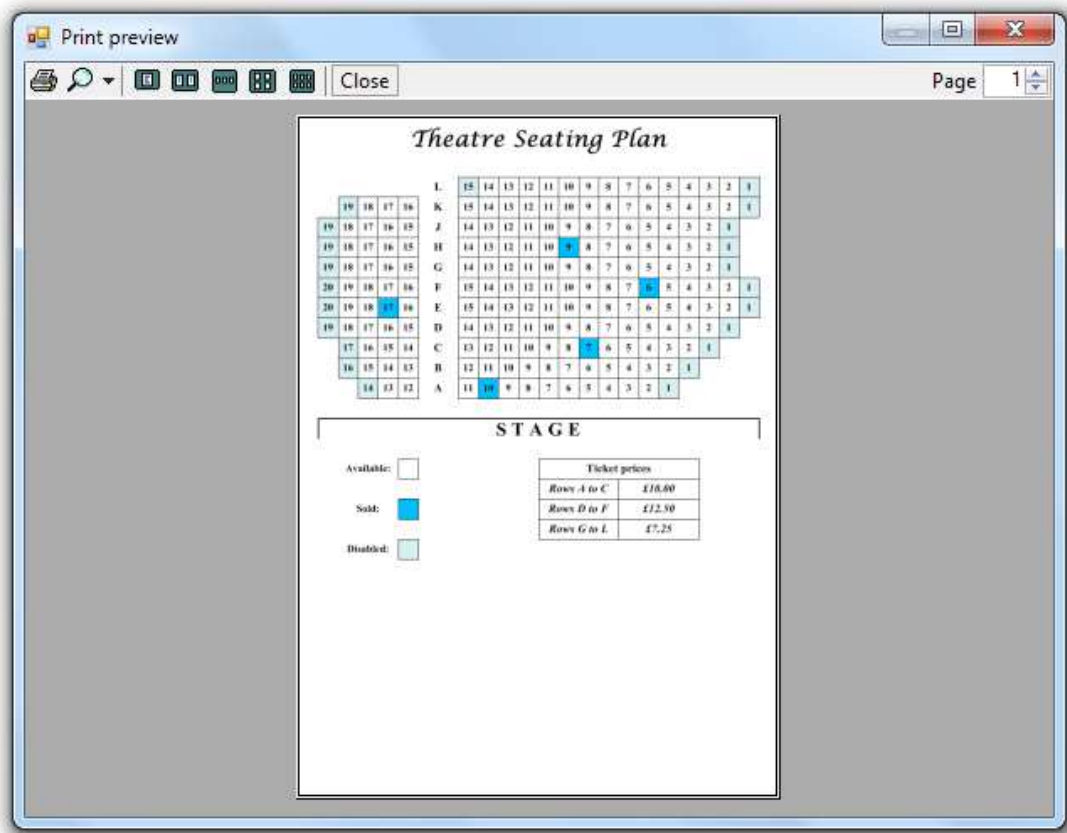 Print preview
Close Page 1
Theatre Seating Plan
L 15 14 13 12 11 10 9 8 7 6 5 4 3 2 1
19 18 17 16 K 15 14 13 12 11 10 9 8 7 6 5 4 3 2 1
19 18 17 16 15 J 14 13 12 11 10 9 8 7 6 5 4 3 2 1
19 18 17 16 15 H 14 13 12 11 10 9 8 7 6 5 4 3 2 1
19 18 17 16 15 G 14 13 12 11 10 9 8 7 6 5 4 3 2 1
20 19 18 17 16 F 15 14 13 12 11 10 9 8 7 6 5 4 3 2 1
20 19 18 17 16 E 15 14 13 12 11 10 9 8 7 6 5 4 3 2 1
19 18 17 16 15 D 14 13 12 11 10 9 8 7 6 5 4 3 2 1
17 16 15 14 C 13 12 11 10 9 8 7 6 5 4 3 2 1
16 15 14 13 B 12 11 10 9 8 7 6 5 4 3 2 1
14 13 12 A 11 10 9 8 7 6 5 4 3 2 1
STAGE
Available:
Sold:
Disabled:
Ticket prices
Rows A to C
Rows D to F £12.50
Rows G to L £7.25